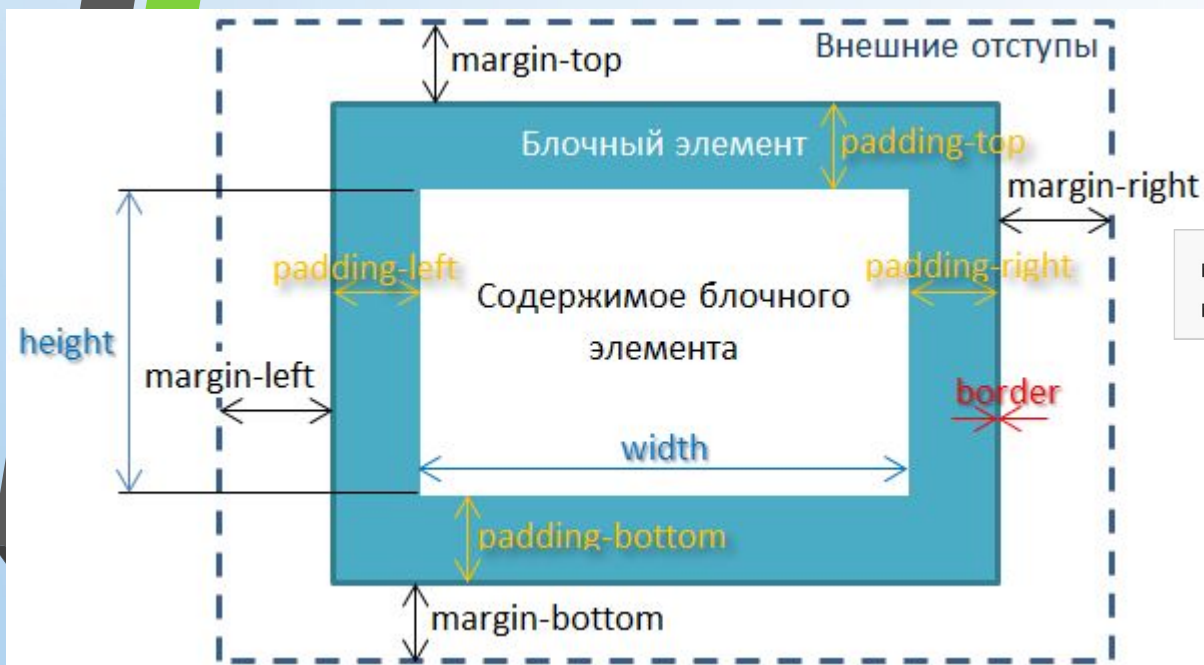 Внешние отступы
margin-top
Блочный элемент
padding-top
margin-right
padding-left
padding-right
Содержимое блочного
элемента
height
margin-left
border
width
padding-bottom
margin-bottom